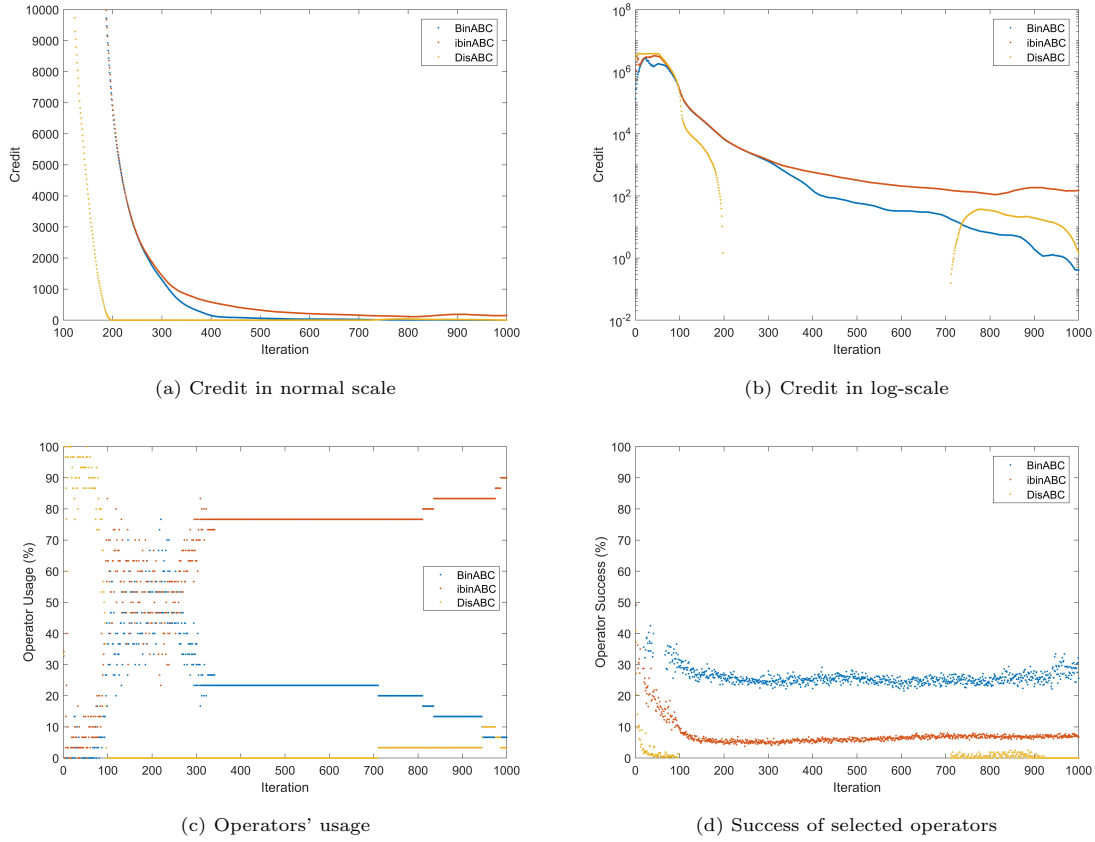 10000
9000
8000
7000
6000
5000
4000
3000
2000
1000
0
Credit
BinABC
ibinABC
DisABC
100 200 300 400 500 600 700 800 900 1000
Iteration
(a) Credit in normal scale
10^8
10^6
10^4
10^2
10^0
10^-2
Credit
BinABC
ibinABC
DisABC
0 100 200 300 400 500 600 700 800 900 1000
Iteration
(b) Credit in log-scale
100
90
80
70
60
50
40
30
20
10
0
Operator Usage (%)
BinABC
ibinABC
DisABC
0 100 200 300 400 500 600 700 800 900 1000
Iteration
(c) Operators' usage
100
90
80
70
60
50
40
30
20
10
0
Operator Success (%)
BinABC
ibinABC
DisABC
0 100 200 300 400 500 600 700 800 900 1000
Iteration
(d) Success of selected operators